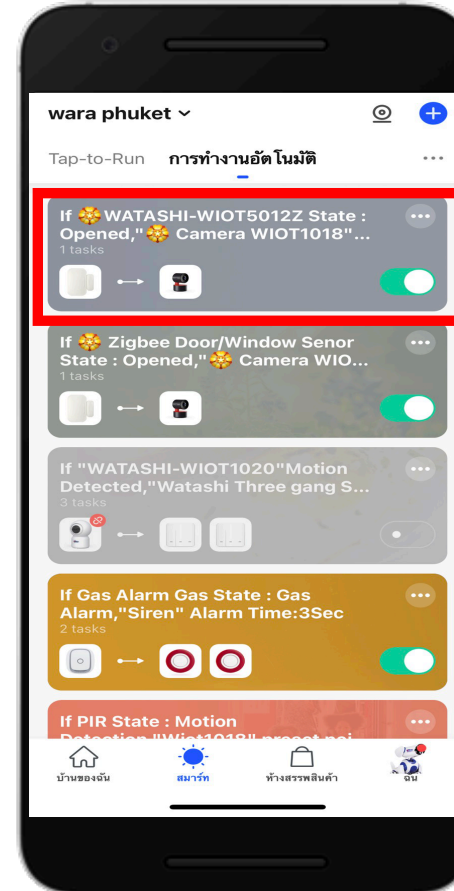 wara phuket
Tap-to-Run การทำงานอัตโนมัติ
If 🏵️WATASHI-WIOT5012Z State :
Opened,"🏵️ Camera WIOT1018"...
1 tasks
If 🏵️ Zigbee Door/Window Senor
State : Opened,"🏵️ Camera WIO...
1 tasks
If "WATASHI-WIOT1020"Motion
Detected,"Watashi Three gang S...
3 tasks
If Gas Alarm Gas State : Gas
Alarm,"Siren" Alarm Time:3Sec
2 tasks
If PIR State : Motion
Detection,"Wiot1018" preset poi
บ้านของฉัน สมาร์ท ห้างสรรพสินค้า ฉัน